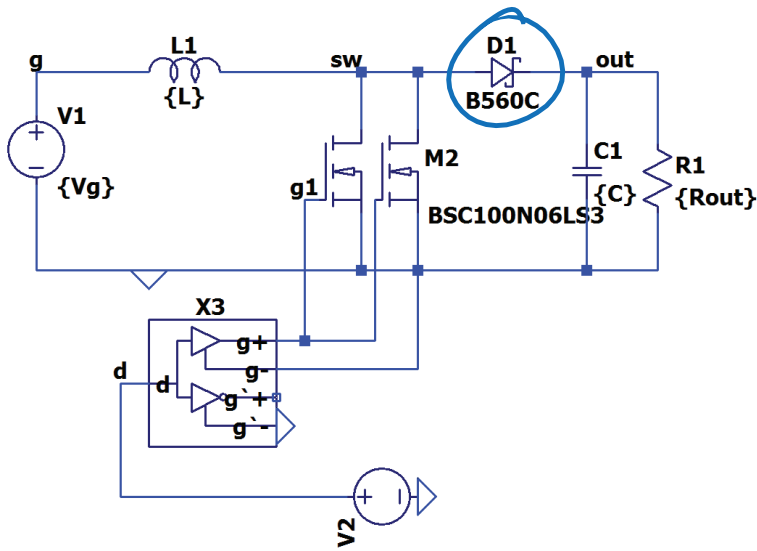 L1
D1
g
sw
out
{L}
B560C
V1
C1
M2
R1
{Vg}
g1
{C}
{Rout}
BSC100N06LS3
X3
g+
g-
d
d
g`+
g`-
V2